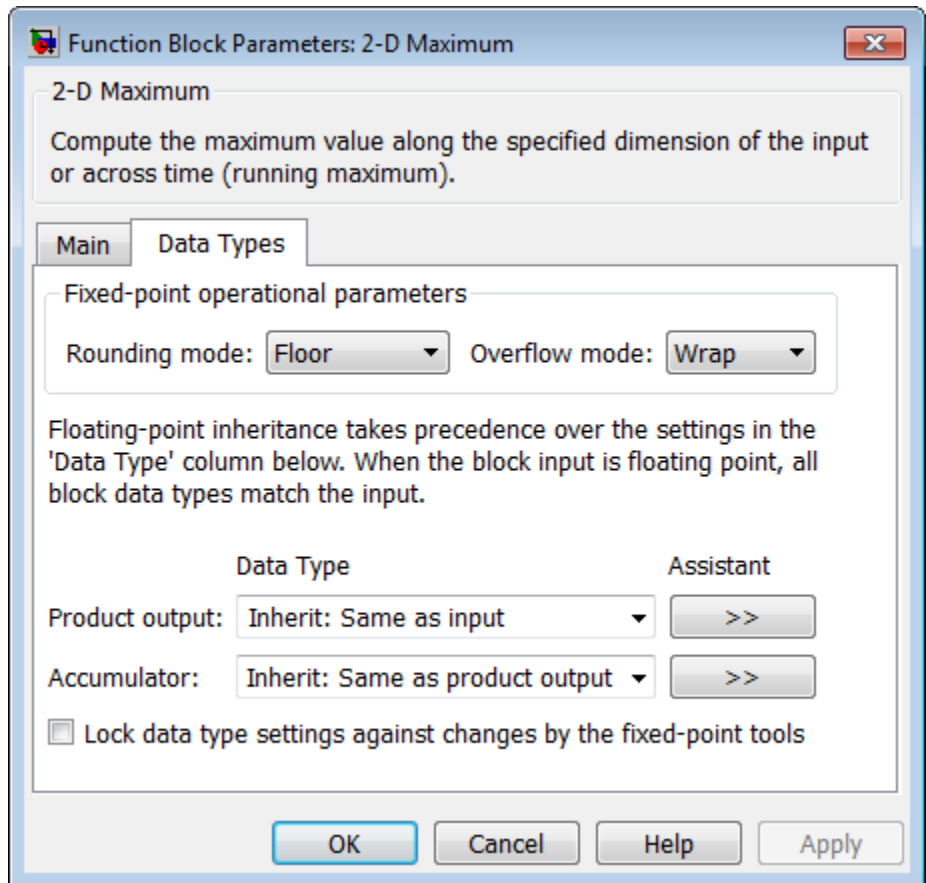 Function Block Parameters: 2-D Maximum
2-D Maximum
Compute the maximum value along the specified dimension of the input
or across time (running maximum).
Main Data Types
Fixed-point operational parameters
Rounding mode: Floor Overflow mode: Wrap
Floating-point inheritance takes precedence over the settings in the
'Data Type' column below. When the block input is floating point, all
block data types match the input.
Data Type Assistant
Product output: Inherit: Same as input >>
Accumulator: Inherit: Same as product output >>
Lock data type settings against changes by the fixed-point tools
OK Cancel Help Apply